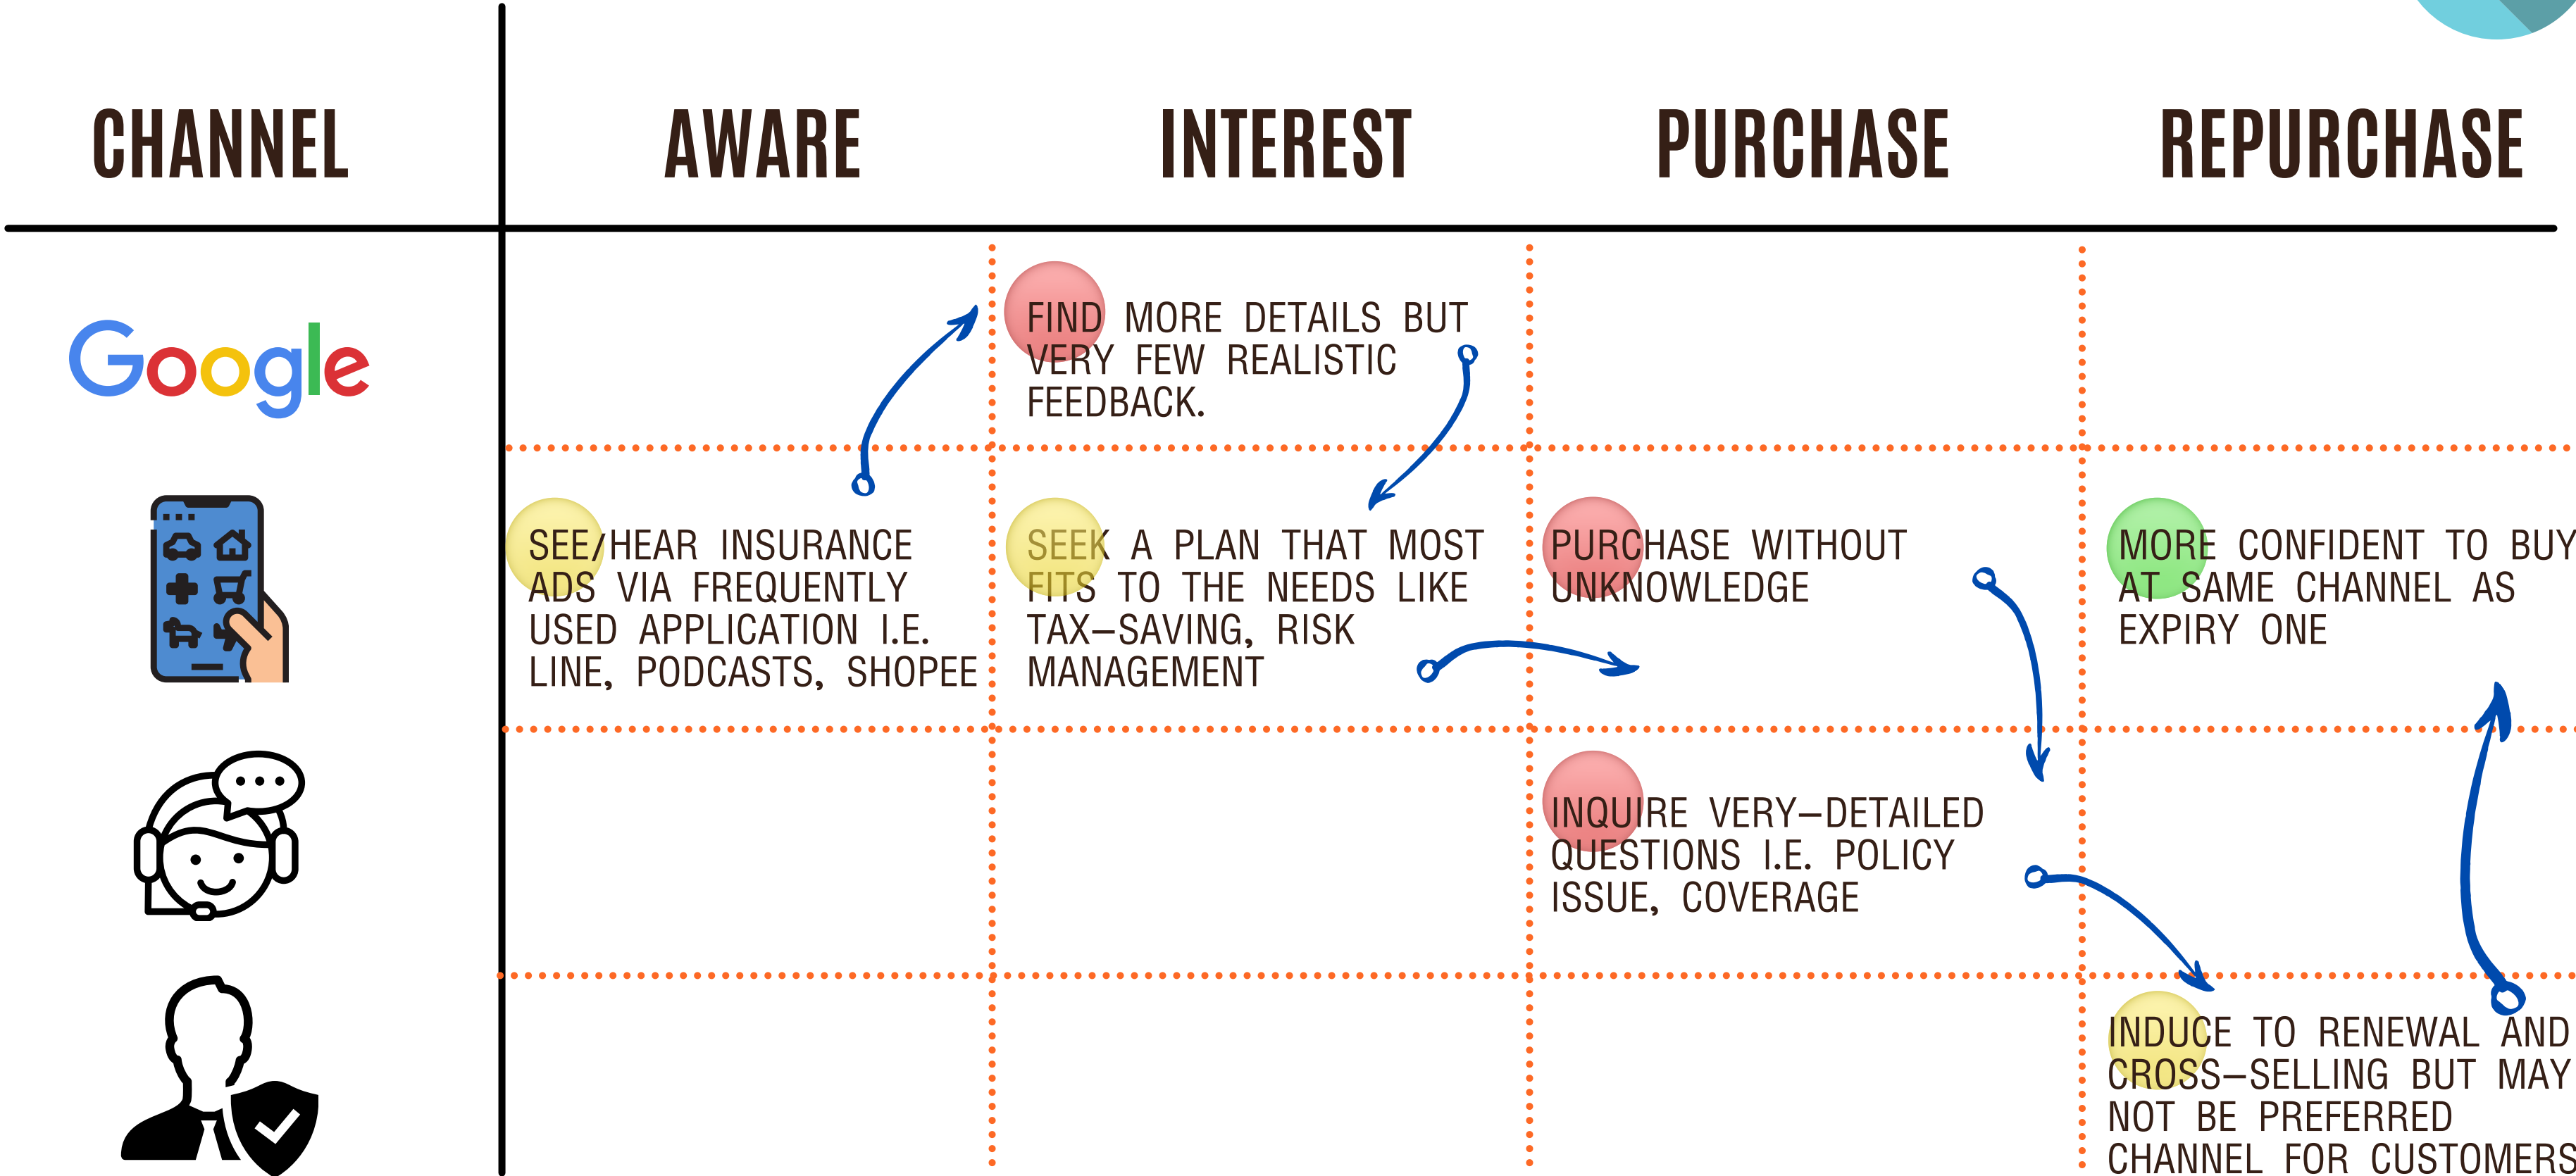 CHANNEL AWARE INTEREST PURCHASE REPURCHASE
Google
FIND MORE DETAILS BUT
VERY FEW REALISTIC
FEEDBACK.
SEE/HEAR INSURANCE
ADS VIA FREQUENTLY
USED APPLICATION I.E.
LINE, PODCASTS, SHOPEE
SEEK A PLAN THAT MOST
FITS TO THE NEEDS LIKE
TAX-SAVING, RISK
MANAGEMENT
PURCHASE WITHOUT
UNKNOWLEDGE
MORE CONFIDENT TO BUY
AT SAME CHANNEL AS
EXPIRY ONE
INQUIRE VERY-DETAILED
QUESTIONS I.E. POLICY
ISSUE, COVERAGE
INDUCE TO RENEWAL AND
CROSS-SELLING BUT MAY
NOT BE PREFERRED
CHANNEL FOR CUSTOMERS